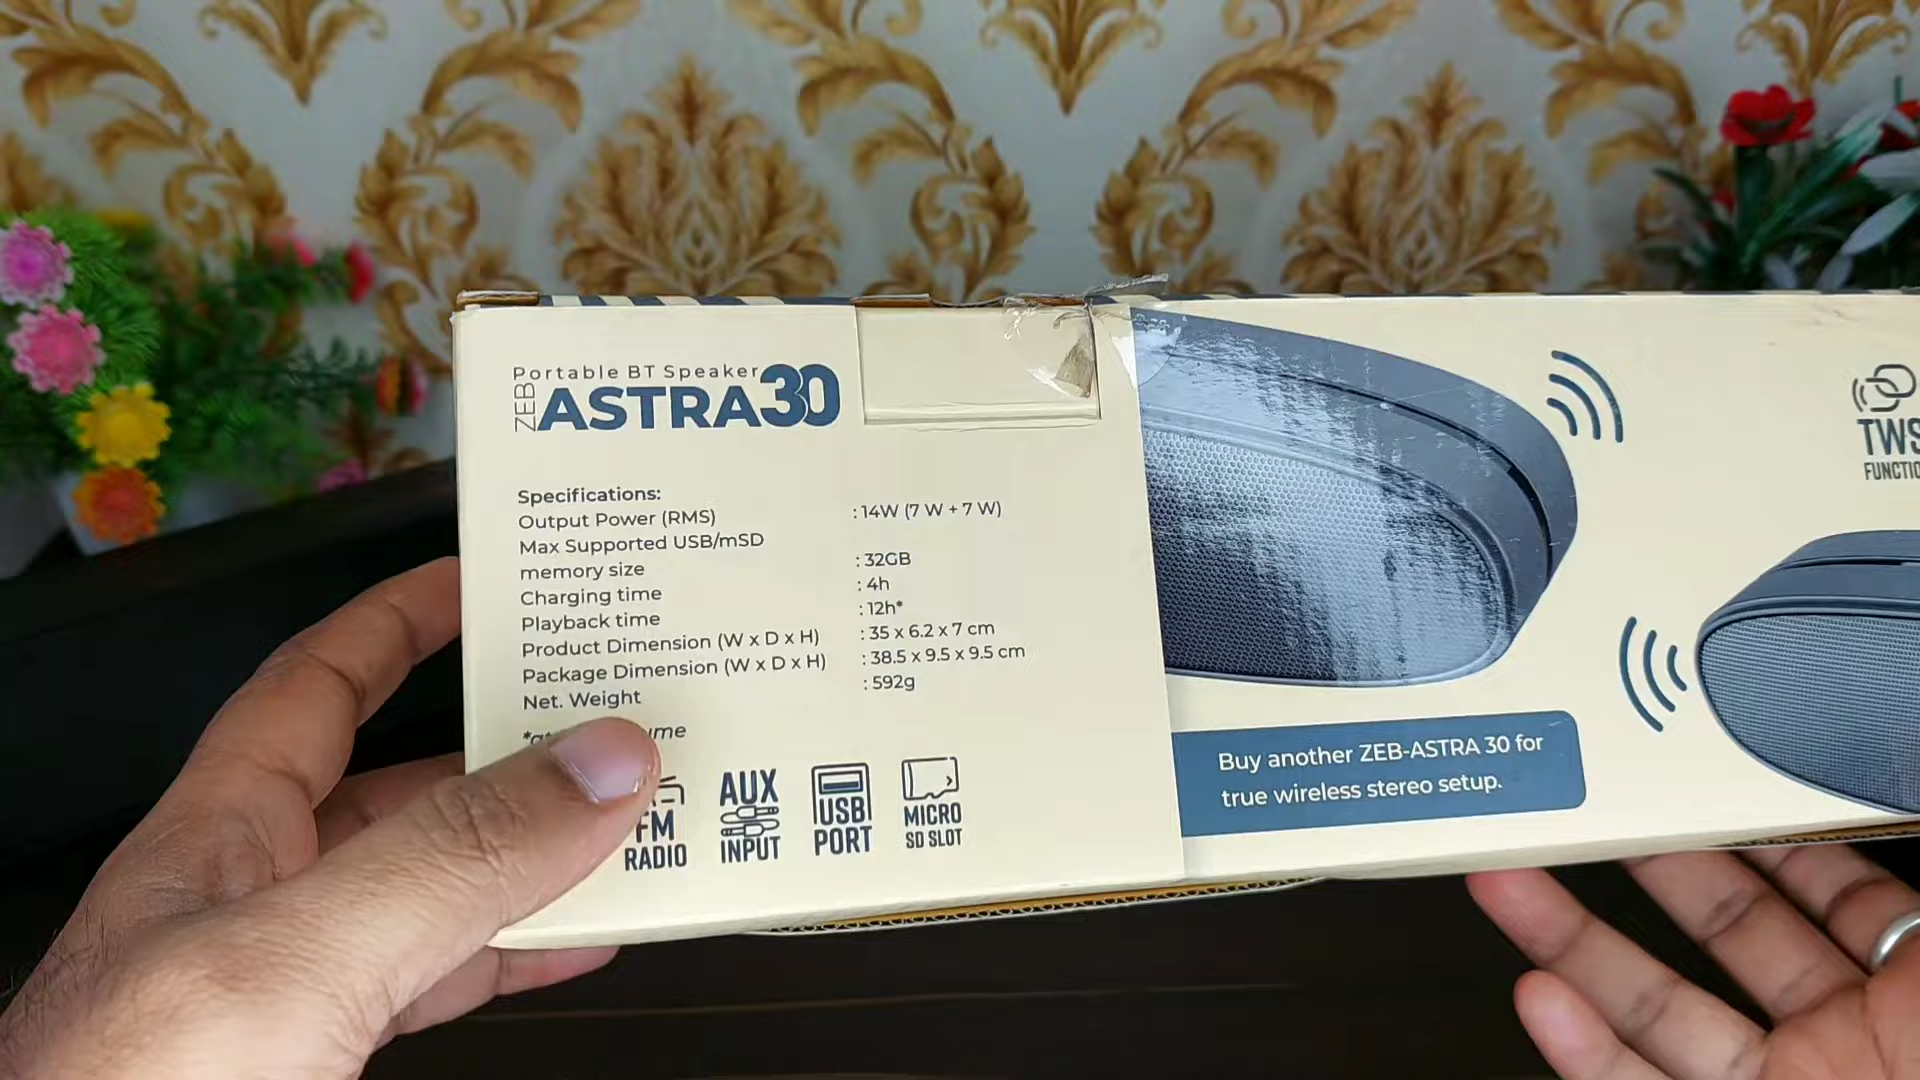 Portable BT Speaker
ZEB ASTRA 30
Specifications:
Output Power (RMS) : 14W (7 W + 7 W)
Max Supported USB/mSD
memory size : 32GB
Charging time : 4h
Playback time : 12h*
Product Dimension (W x D x H) : 35 x 6.2 x 7 cm
Package Dimension (W x D x H) : 38.5 x 9.5 x 9.5 cm
Net. Weight : 592g
FM
RADIO
AUX
INPUT
USB
PORT
MICRO
SD SLOT
Buy another ZEB-ASTRA 30 for
true wireless stereo setup.
TWS